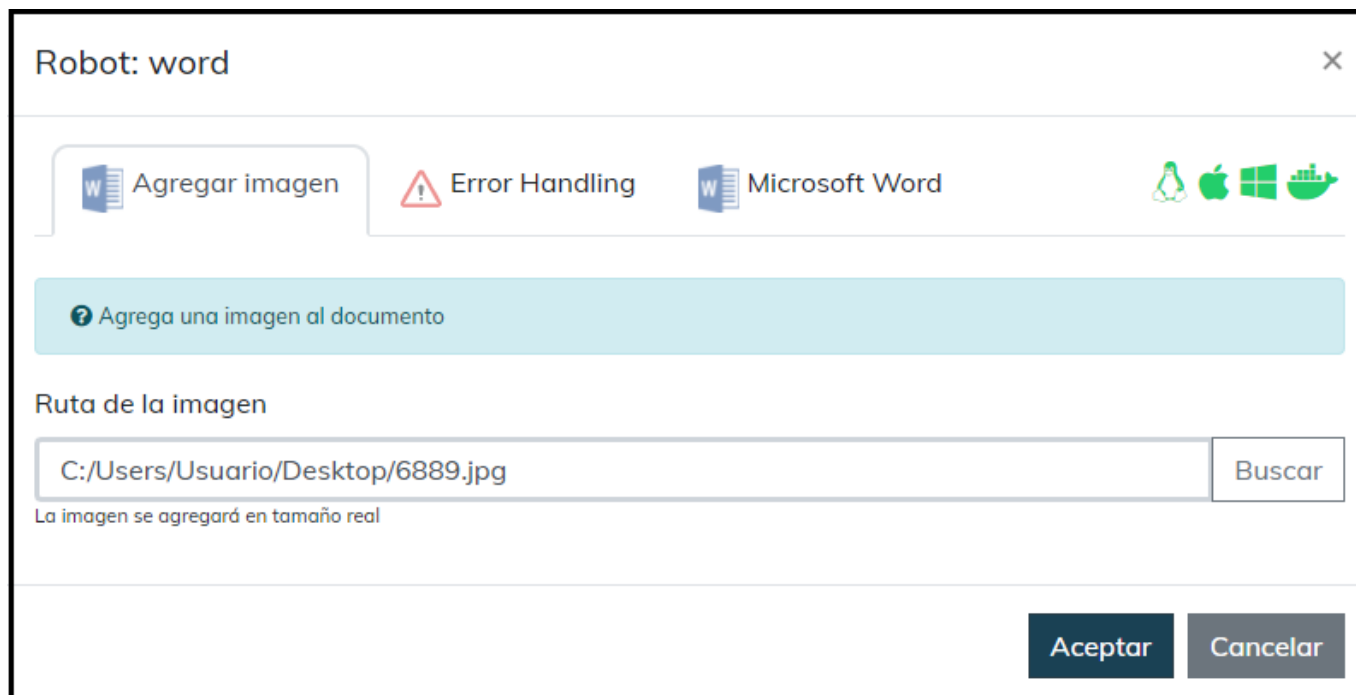 Robot: word
×
Agregar imagen
Error Handling
Microsoft Word
Agrega una imagen al documento
Ruta de la imagen
C:/Users/Usuario/Desktop/6889.jpg
Buscar
La imagen se agregará en tamaño real
Aceptar
Cancelar